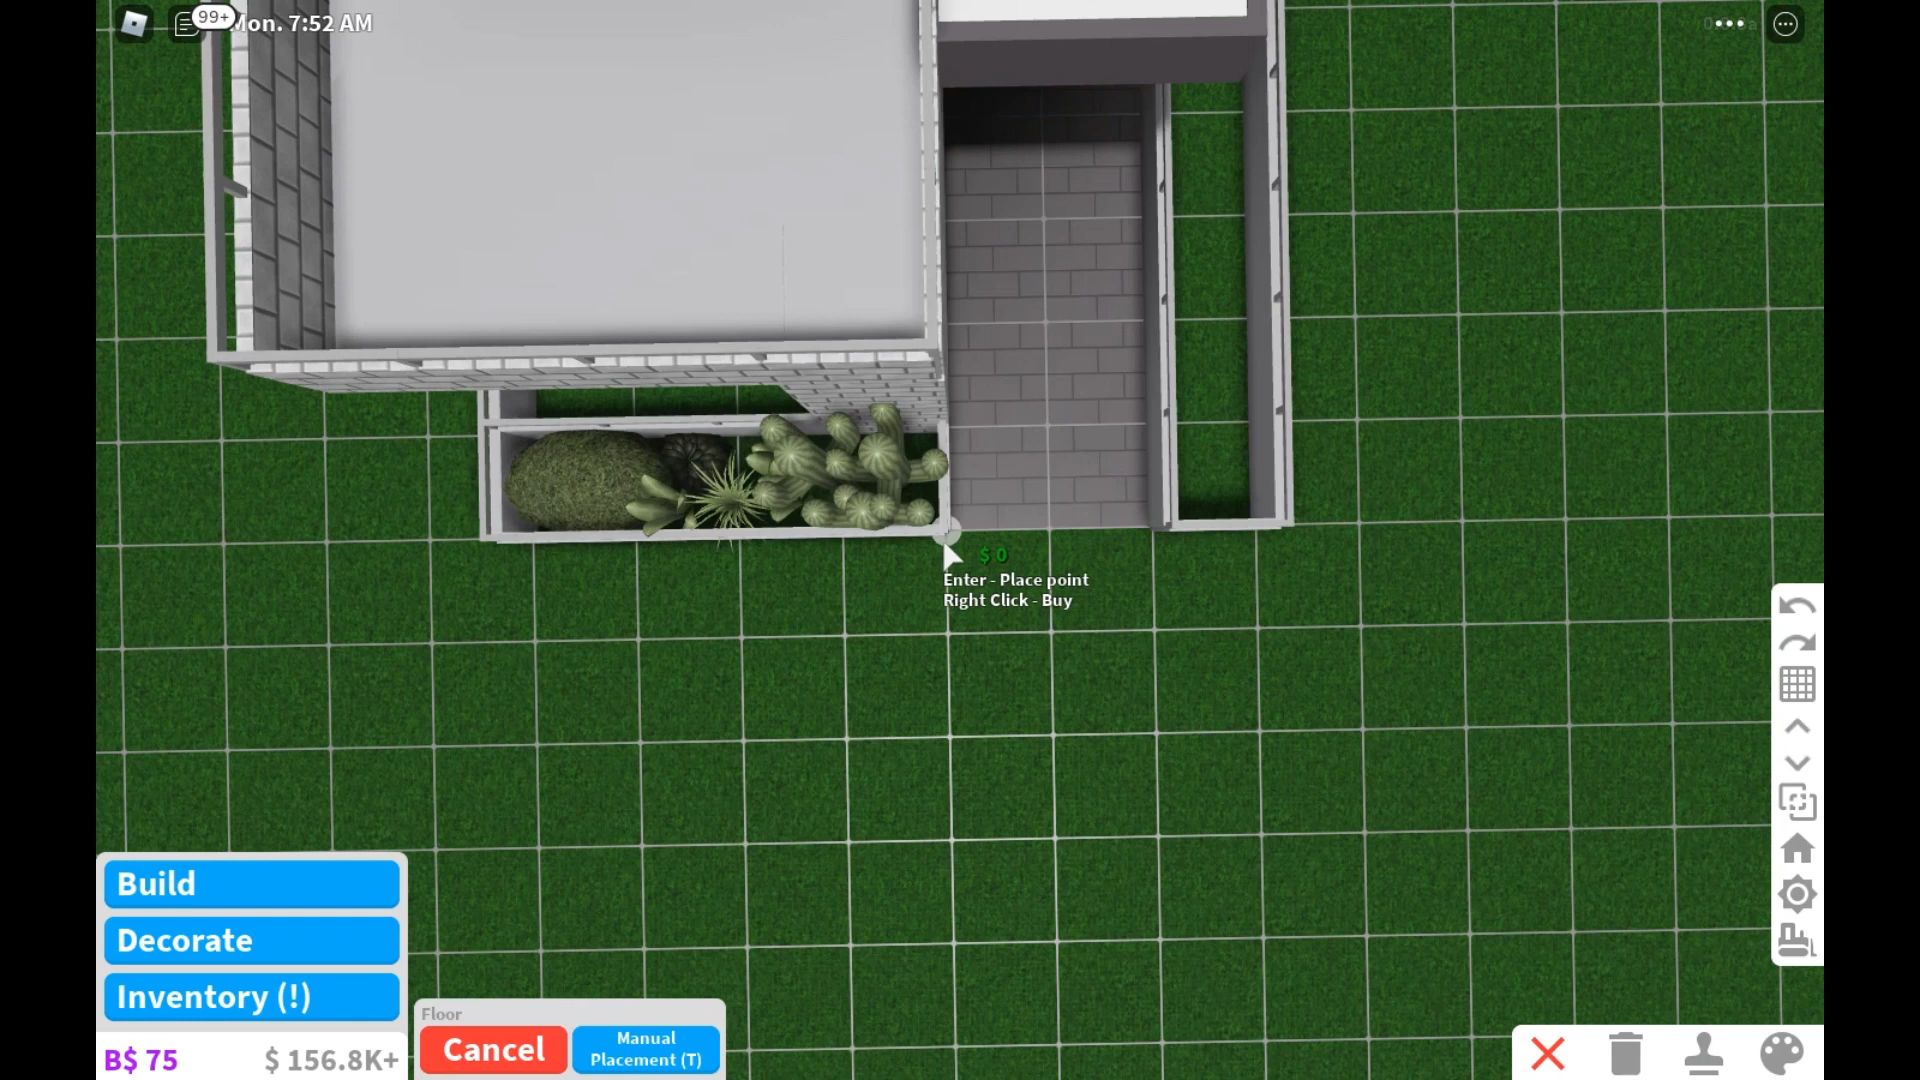 99+
Mon. 7:52 AM
$ 0
Enter - Place point
Right Click - Buy
Build
Decorate
Inventory (!)
B$ 75
$ 156.8K+
Floor
Cancel
Manual
Placement (T)